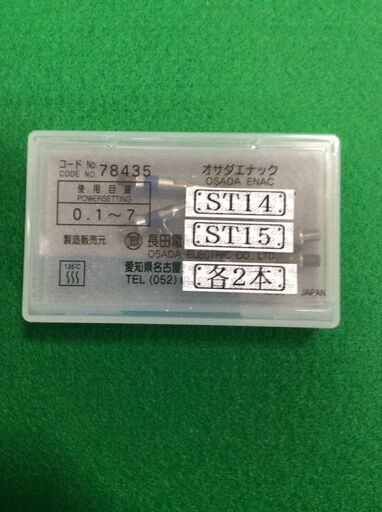 コード No. 78435
CODE NO.
オサダエナック
OSADA ENAC
使用目盛
POWERSETTING
0.1~7
ST14
ST15
各2本
製造販売元
長田電
OSADA ELECTRIC CO., LTD.
愛知県名古屋
TEL (052)
135℃
JAPAN